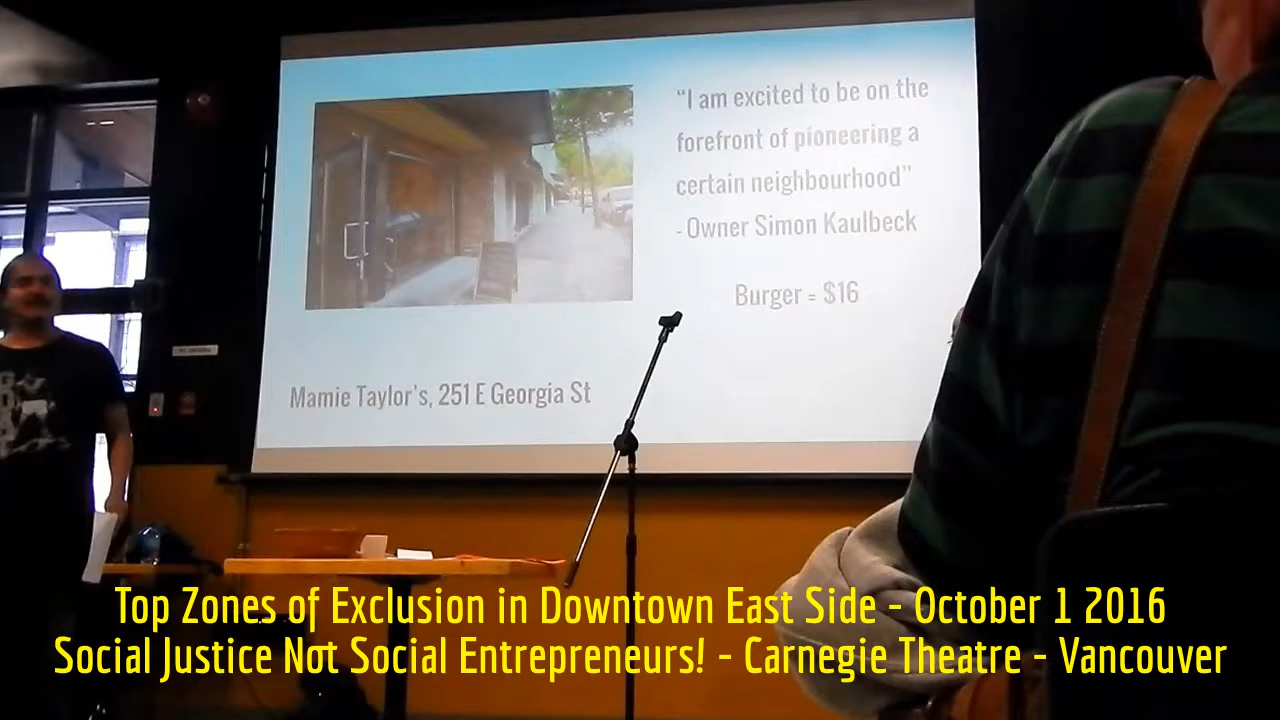 “I am excited to be on the
forefront of pioneering a
certain neighbourhood”
- Owner Simon Kaulbeck
Burger = $16
Mamie Taylor's, 251 E Georgia St
Top Zones of Exclusion in Downtown East Side - October 1 2016
Social Justice Not Social Entrepreneurs! - Carnegie Theatre - Vancouver